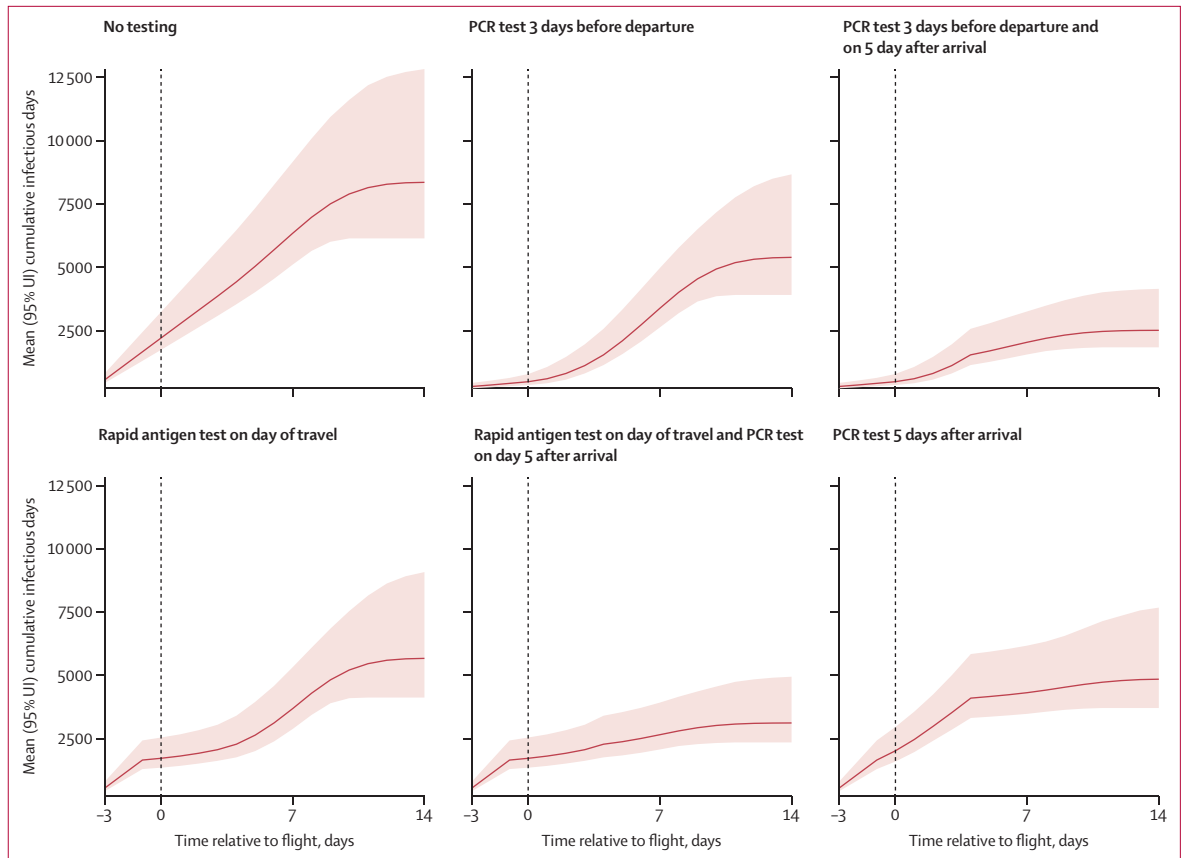 No testing
PCR test 3 days before departure
PCR test 3 days before departure and
on 5 day after arrival
Mean (95% UI) cumulative infectious days
12 500
10 000
7500
5000
2500
Rapid antigen test on day of travel
Rapid antigen test on day of travel and PCR test
on day 5 after arrival
PCR test 5 days after arrival
Mean (95% UI) cumulative infectious days
12 500
10 000
7500
5000
2500
–3 0 7 14
–3 0 7 14
–3 0 7 14
Time relative to flight, days
Time relative to flight, days
Time relative to flight, days